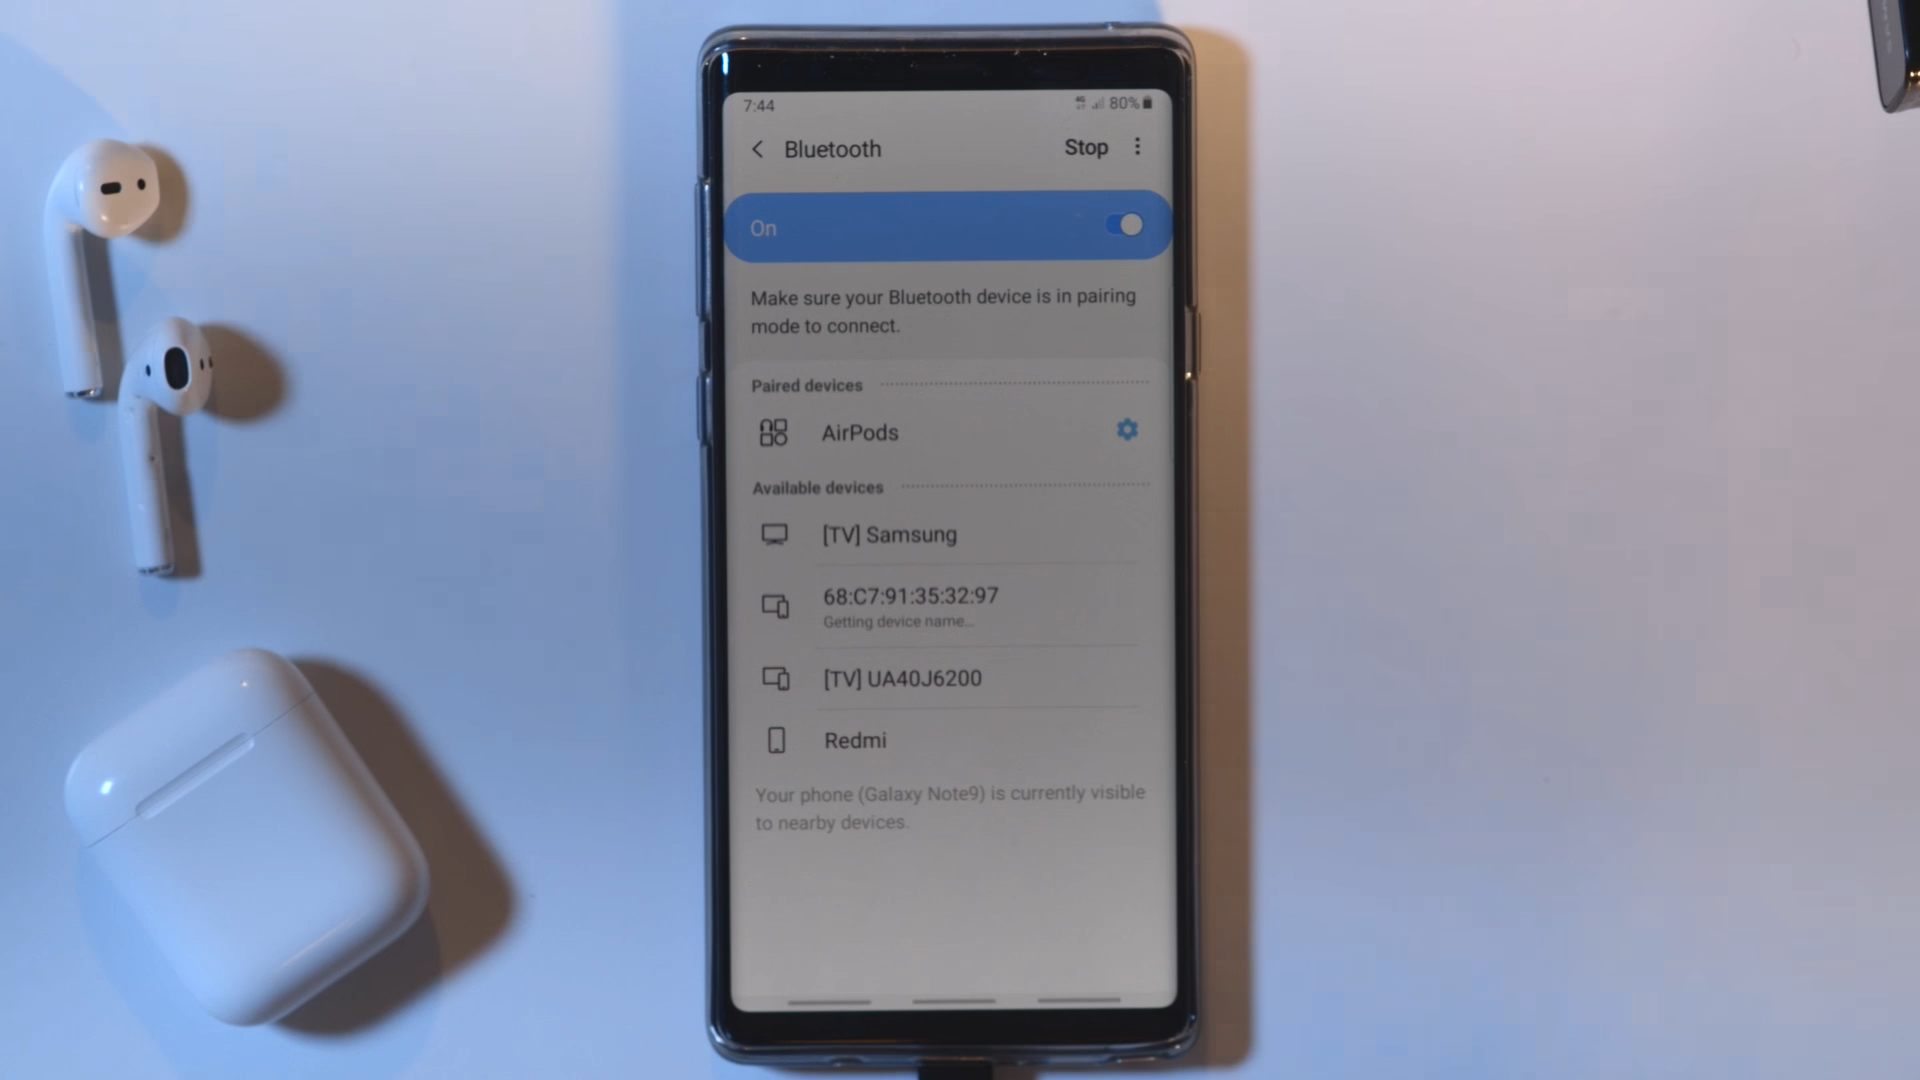 7:44
4G 80%
Bluetooth Stop
On
Make sure your Bluetooth device is in pairing
mode to connect.
Paired devices
AirPods
Available devices
[TV] Samsung
68:C7:91:35:32:97
Getting device name...
[TV] UA40J6200
Redmi
Your phone (Galaxy Note9) is currently visible
to nearby devices.